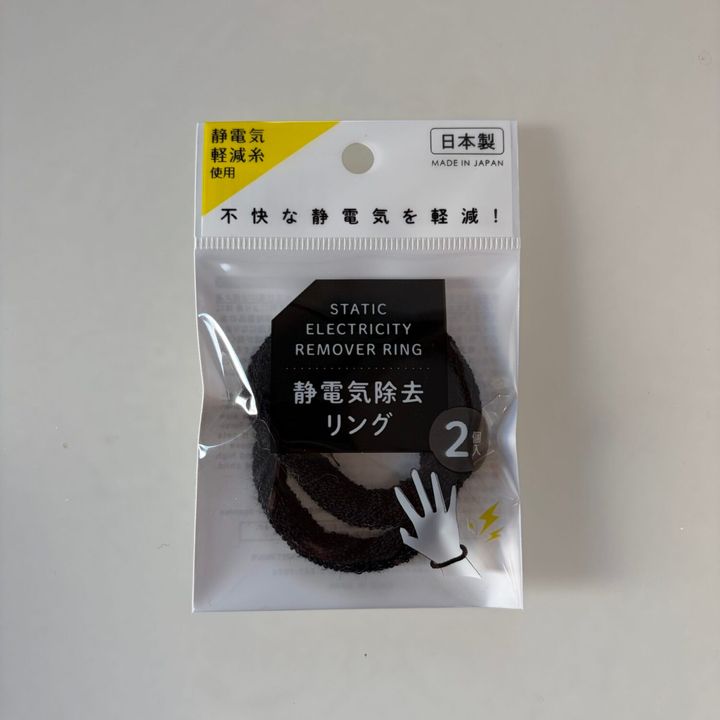 静電気
軽減糸
使用
日本製
MADE IN JAPAN
不快な静電気を軽減！
STATIC
ELECTRICITY
REMOVER RING
静電気除去
リング
2個入